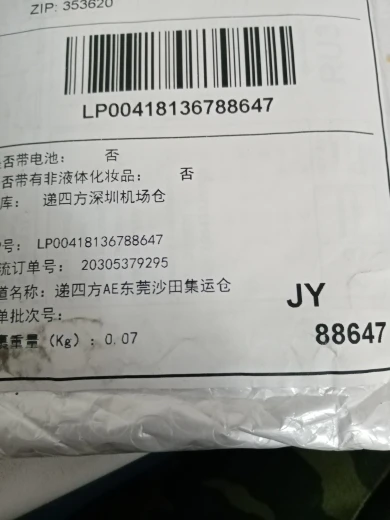 ZIP: 353620
LP00418136788647
是否带电池： 否
是否带有非液体化妆品： 否
库： 递四方深圳机场仓
号： LP00418136788647
流订单号： 20305379295
道名称：递四方AE东莞沙田集运仓
单批次号：
重量（Kg）：0.07
JY
88647